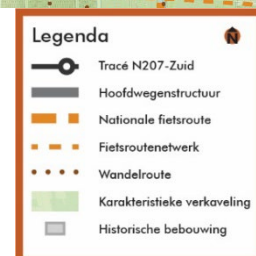 Legenda
N
Tracé N207-Zuid
Hoofdwegenstructuur
Nationale fietsroute
Fietsroutenetwerk
Wandelroute
Karakteristieke verkaveling
Historische bebouwing